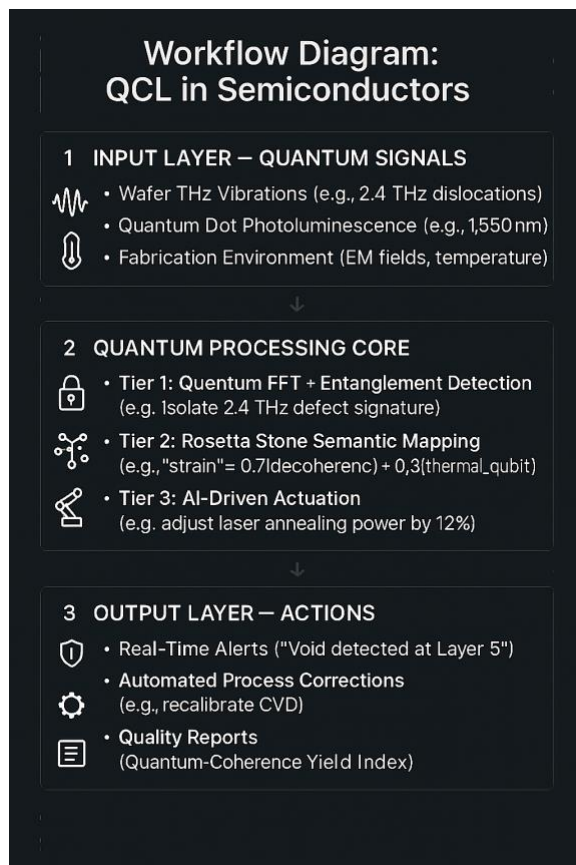 Workflow Diagram:
QCL in Semiconductors
1 INPUT LAYER – QUANTUM SIGNALS
• Wafer THz Vibrations (e.g., 2.4 THz dislocations)
• Quantum Dot Photoluminescence (e.g., 1,550 nm)
• Fabrication Environment (EM fields, temperature)
↓
2 QUANTUM PROCESSING CORE
• Tier 1: Quentum FFT + Entanglement Detection
(e.g. 1solate 2.4 THz defect signature)
• Tier 2: Rosetta Stone Semantic Mapping
(e.g., "strain"= 0.7ldecoherenc) + 0,3(thermal_qubit)
• Tier 3: AI-Driven Actuation
(e.g. adjust laser annealing power by 12%)
↓
3 OUTPUT LAYER – ACTIONS
• Real-Time Alerts ("Void detected at Layer 5")
• Automated Process Corrections
(e.g., recalibrate CVD)
• Quality Reports
(Quantum-Coherence Yield Index)